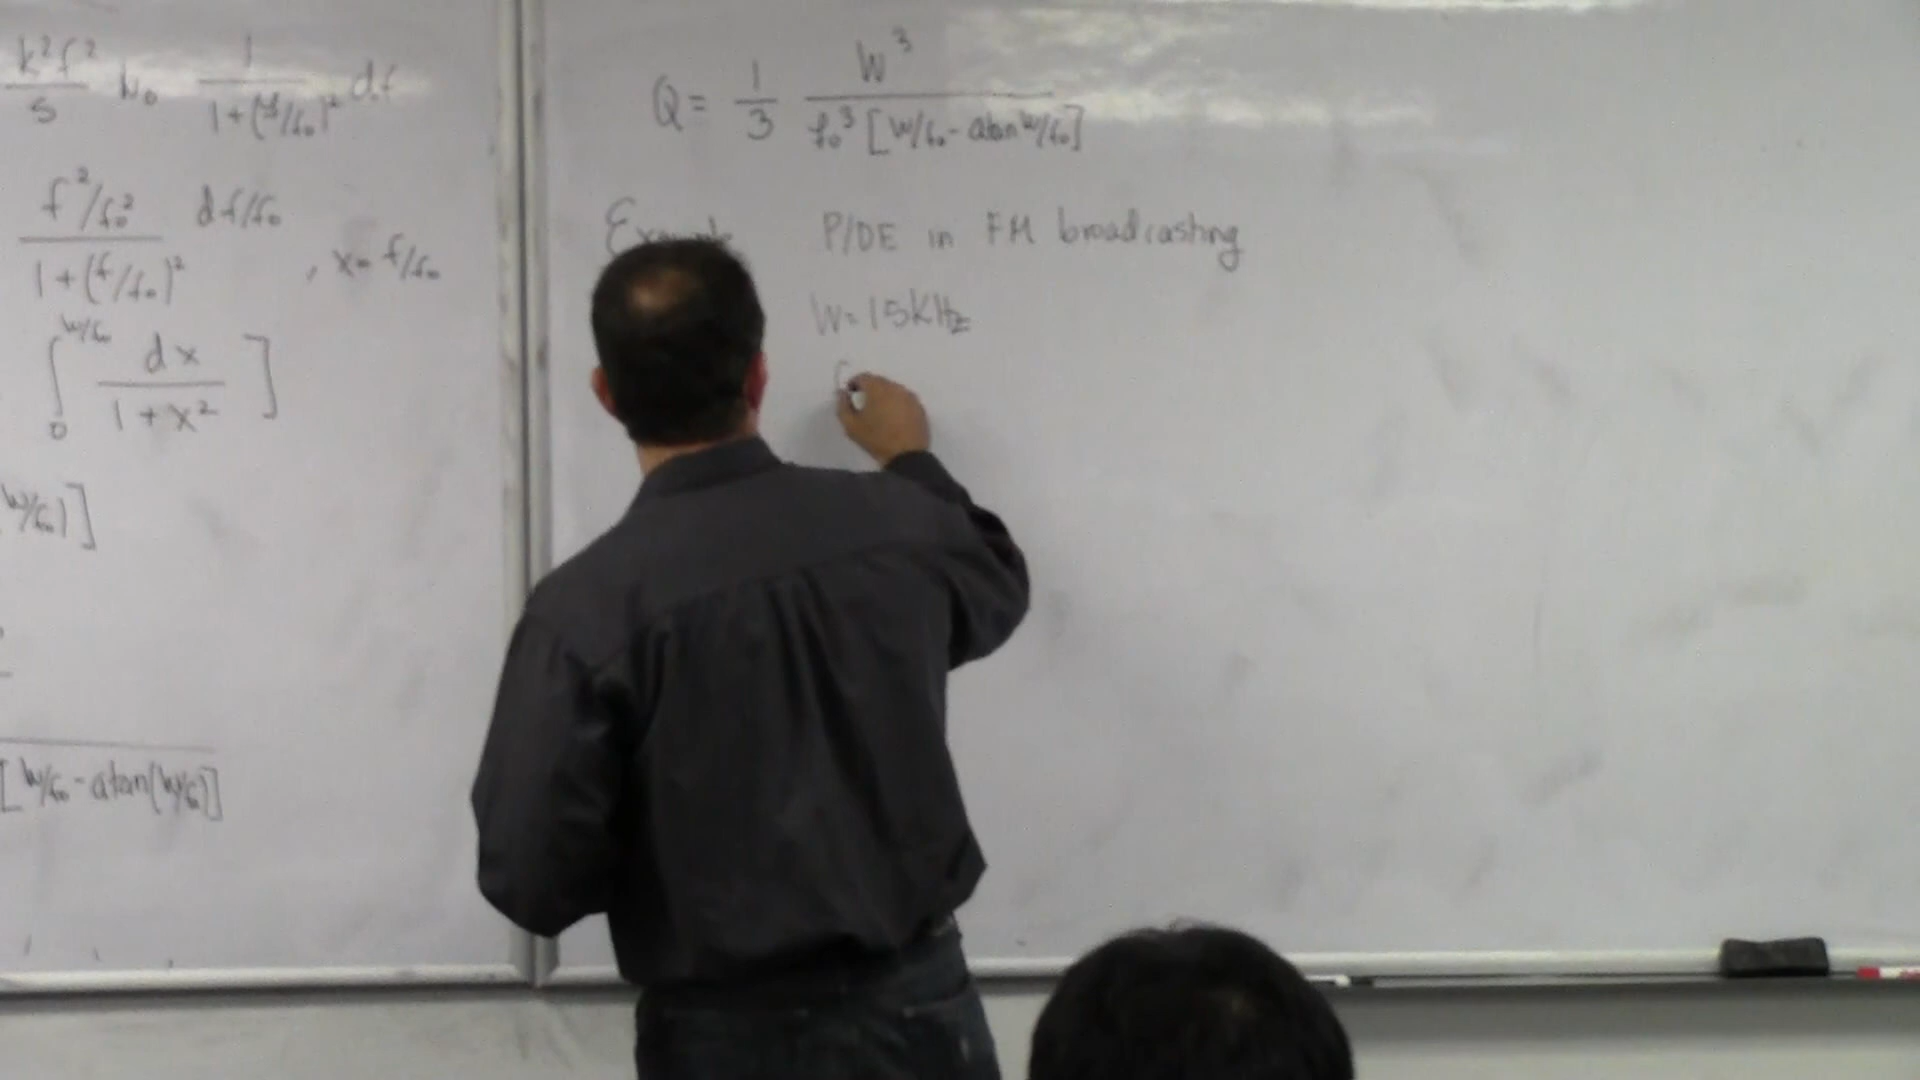 k²f²/S N₀ 1/(1+(f/f₀)²) df
f²/f₀² / (1+(f/f₀)²) df/f₀ , x=f/f₀
∫₀^(W/f₀) dx/(1+x²) ]
W/f₀)]
[W/f₀-atan(W/f₀)]
Q= 1/3 W³/(f₀³[W/f₀-atan W/f₀])
P/DE in FM broadcasting
W=15KHz